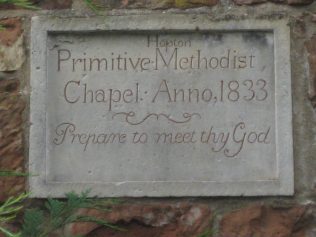 Hopton
Primitive-Methodist
Chapel. Anno, 1833
Prepare to meet thy God